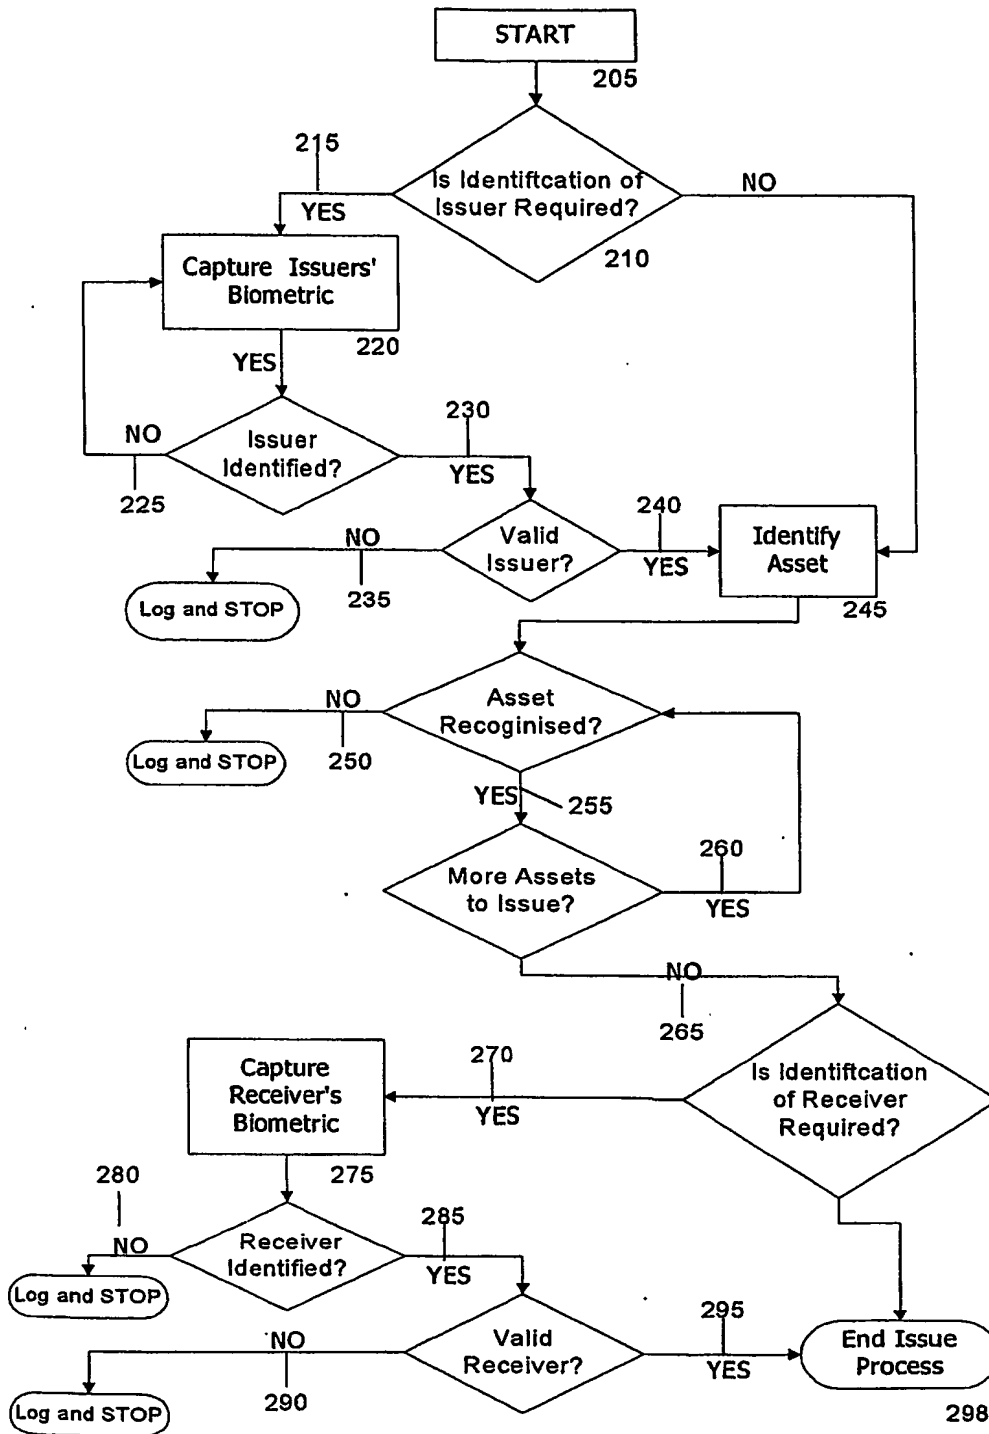 START
205
215
Is Identiftcation of
Issuer Required?
NO
YES
210
Capture Issuers'
Biometric
220
YES
230
NO
Issuer
Identified?
YES
225
240
Valid
Issuer?
Identify
Asset
NO
YES
235
Log and STOP
245
NO
Asset
Recoginised?
250
Log and STOP
YES
255
260
More Assets
to Issue?
YES
NO
265
270
Capture
Receiver's
Biometric
YES
Is Identiftcation
of Receiver
Required?
275
280
285
NO
Receiver
Identified?
YES
Log and STOP
295
NO
Valid
Receiver?
YES
End Issue
Process
290
Log and STOP
298